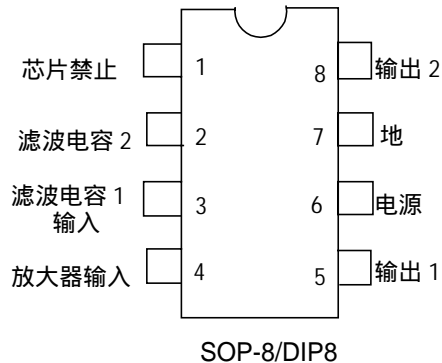 芯片禁止 1 8 输出 2
滤波电容 2 2 7 地
滤波电容 1
输入 3 6 电源
放大器输入 4 5 输出 1
SOP-8/DIP8